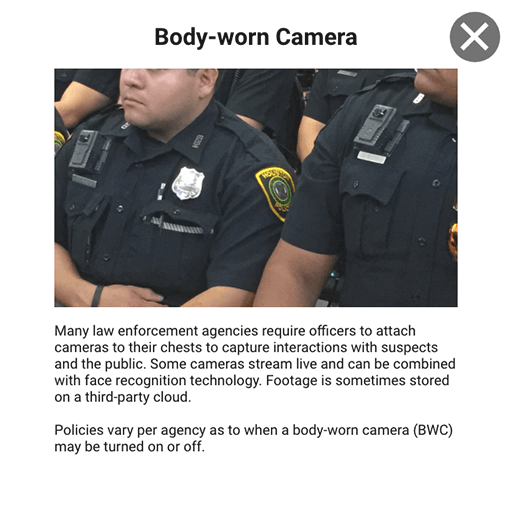 Body-worn Camera
Many law enforcement agencies require officers to attach
cameras to their chests to capture interactions with suspects
and the public. Some cameras stream live and can be combined
with face recognition technology. Footage is sometimes stored
on a third-party cloud.
Policies vary per agency as to when a body-worn camera (BWC)
may be turned on or off.